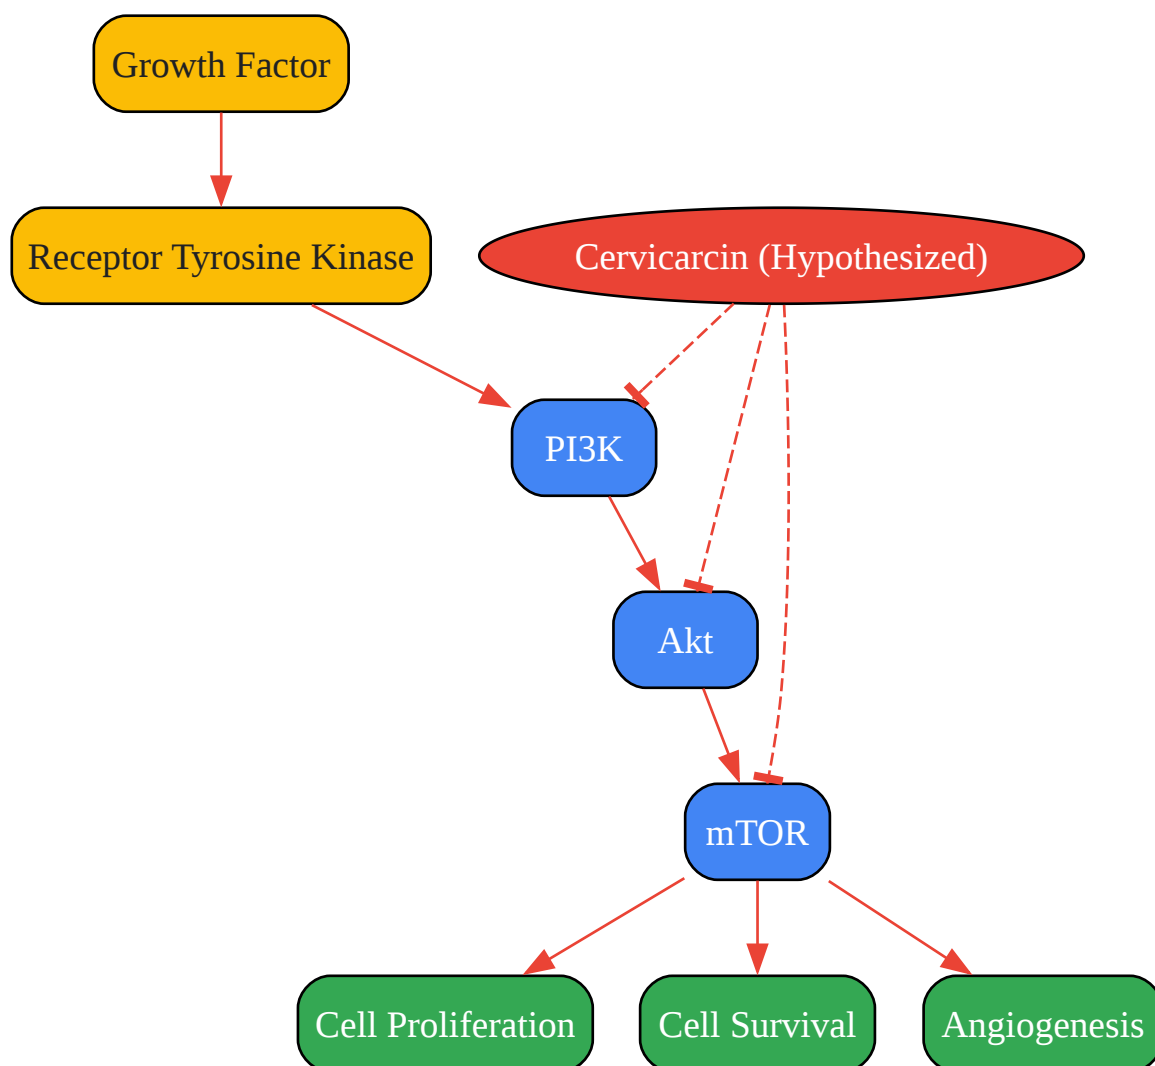 Growth Factor
Receptor Tyrosine Kinase
Cervicarcin (Hypothesized)
PI3K
Akt
mTOR
Cell Proliferation
Cell Survival
Angiogenesis